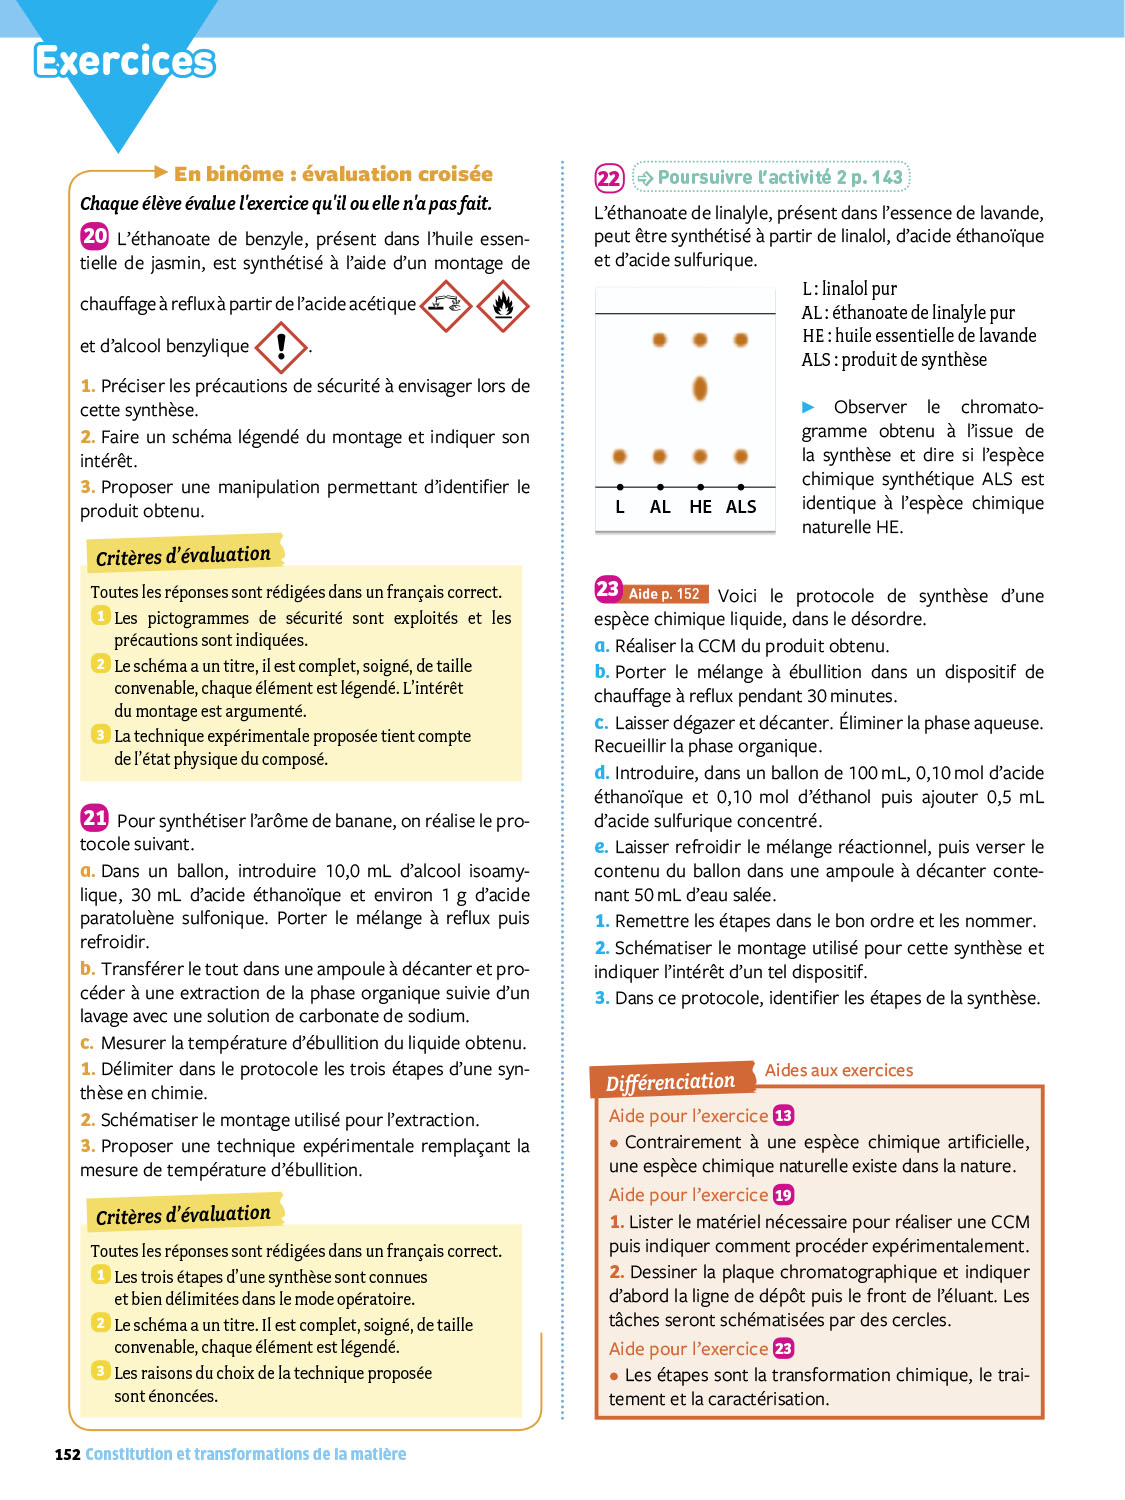 Exercices
En binôme : évaluation croisée
Chaque élève évalue l'exercice qu'il ou elle n'a pas fait.
20 L’éthanoate de benzyle, présent dans l’huile essen-
tielle de jasmin, est synthétisé à l’aide d’un montage de
chauffage à reflux à partir de l’acide acétique
et d’alcool benzylique .
1. Préciser les précautions de sécurité à envisager lors de
cette synthèse.
2. Faire un schéma légendé du montage et indiquer son
intérêt.
3. Proposer une manipulation permettant d’identifier le
produit obtenu.
Critères d’évaluation
Toutes les réponses sont rédigées dans un français correct.
1 Les pictogrammes de sécurité sont exploités et les
précautions sont indiquées.
2 Le schéma a un titre, il est complet, soigné, de taille
convenable, chaque élément est légendé. L’intérêt
du montage est argumenté.
3 La technique expérimentale proposée tient compte
de l’état physique du composé.
21 Pour synthétiser l’arôme de banane, on réalise le pro-
tocole suivant.
a. Dans un ballon, introduire 10,0 mL d’alcool isoamy-
lique, 30 mL d’acide éthanoïque et environ 1 g d’acide
paratoluène sulfonique. Porter le mélange à reflux puis
refroidir.
b. Transférer le tout dans une ampoule à décanter et pro-
céder à une extraction de la phase organique suivie d’un
lavage avec une solution de carbonate de sodium.
c. Mesurer la température d’ébullition du liquide obtenu.
1. Délimiter dans le protocole les trois étapes d’une syn-
thèse en chimie.
2. Schématiser le montage utilisé pour l’extraction.
3. Proposer une technique expérimentale remplaçant la
mesure de température d’ébullition.
Critères d’évaluation
Toutes les réponses sont rédigées dans un français correct.
1 Les trois étapes d’une synthèse sont connues
et bien délimitées dans le mode opératoire.
2 Le schéma a un titre. Il est complet, soigné, de taille
convenable, chaque élément est légendé.
3 Les raisons du choix de la technique proposée
sont énoncées.
22 Poursuivre l’activité 2 p. 143
L’éthanoate de linalyle, présent dans l’essence de lavande,
peut être synthétisé à partir de linalol, d’acide éthanoïque
et d’acide sulfurique.
L AL HE ALS
L : linalol pur
AL : éthanoate de linalyle pur
HE : huile essentielle de lavande
ALS : produit de synthèse
► Observer le chromato-
gramme obtenu à l’issue de
la synthèse et dire si l’espèce
chimique synthétique ALS est
identique à l’espèce chimique
naturelle HE.
23 Aide p. 152 Voici le protocole de synthèse d’une
espèce chimique liquide, dans le désordre.
a. Réaliser la CCM du produit obtenu.
b. Porter le mélange à ébullition dans un dispositif de
chauffage à reflux pendant 30 minutes.
c. Laisser dégazer et décanter. Éliminer la phase aqueuse.
Recueillir la phase organique.
d. Introduire, dans un ballon de 100 mL, 0,10 mol d’acide
éthanoïque et 0,10 mol d’éthanol puis ajouter 0,5 mL
d’acide sulfurique concentré.
e. Laisser refroidir le mélange réactionnel, puis verser le
contenu du ballon dans une ampoule à décanter conte-
nant 50 mL d’eau salée.
1. Remettre les étapes dans le bon ordre et les nommer.
2. Schématiser le montage utilisé pour cette synthèse et
indiquer l’intérêt d’un tel dispositif.
3. Dans ce protocole, identifier les étapes de la synthèse.
Différenciation Aides aux exercices
Aide pour l’exercice 13
• Contrairement à une espèce chimique artificielle,
une espèce chimique naturelle existe dans la nature.
Aide pour l’exercice 19
1. Lister le matériel nécessaire pour réaliser une CCM
puis indiquer comment procéder expérimentalement.
2. Dessiner la plaque chromatographique et indiquer
d’abord la ligne de dépôt puis le front de l’éluant. Les
tâches seront schématisées par des cercles.
Aide pour l’exercice 23
• Les étapes sont la transformation chimique, le trai-
tement et la caractérisation.
152 Constitution et transformations de la matière